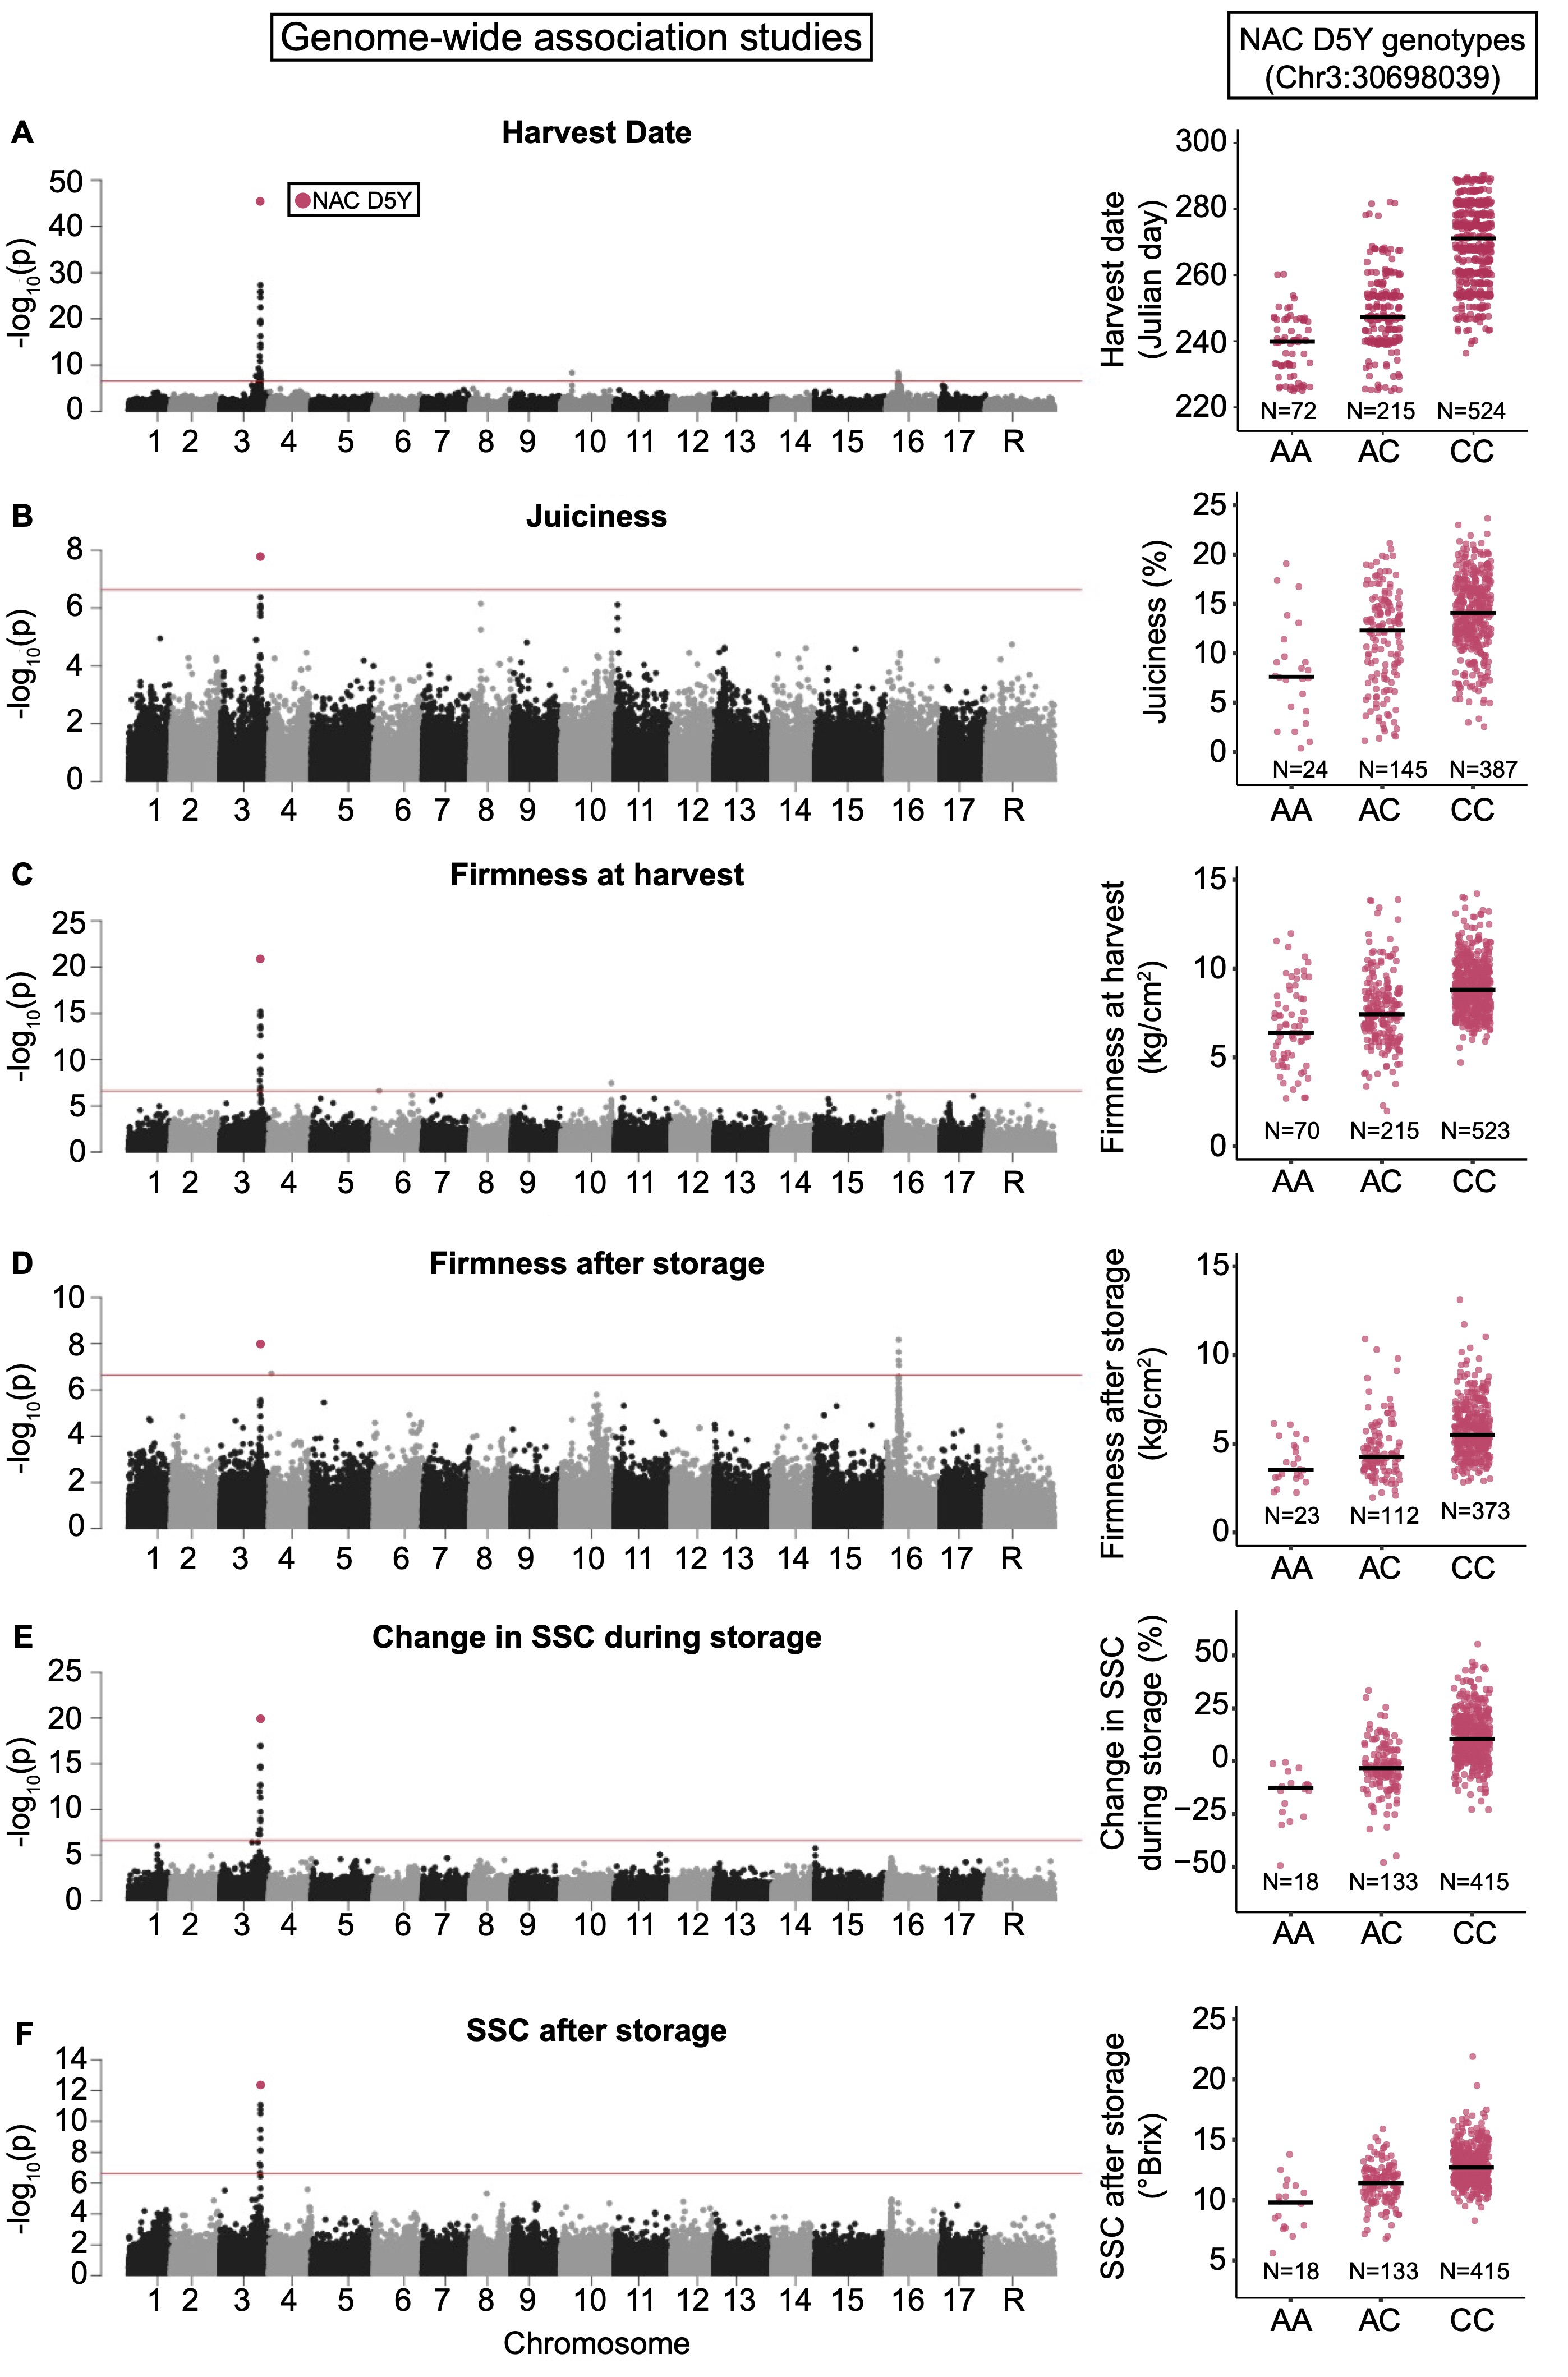 Genome-wide association studies
NAC D5Y genotypes
(Chr3:30698039)
A
Harvest Date
-log10(p)
50
40
30
20
10
0
NAC D5Y
1 2 3 4 5 6 7 8 9 10 11 12 13 14 15 16 17 R
Harvest date
(Julian day)
300
280
260
240
220
N=72 N=215 N=524
AA AC CC
B
Juiciness
-log10(p)
8
6
4
2
0
1 2 3 4 5 6 7 8 9 10 11 12 13 14 15 16 17 R
Juiciness (%)
25
20
15
10
5
0
N=24 N=145 N=387
AA AC CC
C
Firmness at harvest
-log10(p)
25
20
15
10
5
0
1 2 3 4 5 6 7 8 9 10 11 12 13 14 15 16 17 R
Firmness at harvest
(kg/cm²)
15
10
5
0
N=70 N=215 N=523
AA AC CC
D
Firmness after storage
-log10(p)
10
8
6
4
2
0
1 2 3 4 5 6 7 8 9 10 11 12 13 14 15 16 17 R
Firmness after storage
(kg/cm²)
15
10
5
0
N=23 N=112 N=373
AA AC CC
E
Change in SSC during storage
-log10(p)
25
20
15
10
5
0
1 2 3 4 5 6 7 8 9 10 11 12 13 14 15 16 17 R
Change in SSC
during storage (%)
50
25
0
−25
−50
N=18 N=133 N=415
AA AC CC
F
SSC after storage
-log10(p)
14
12
10
8
6
4
2
0
1 2 3 4 5 6 7 8 9 10 11 12 13 14 15 16 17 R
Chromosome
SSC after storage
(°Brix)
25
20
15
10
5
N=18 N=133 N=415
AA AC CC